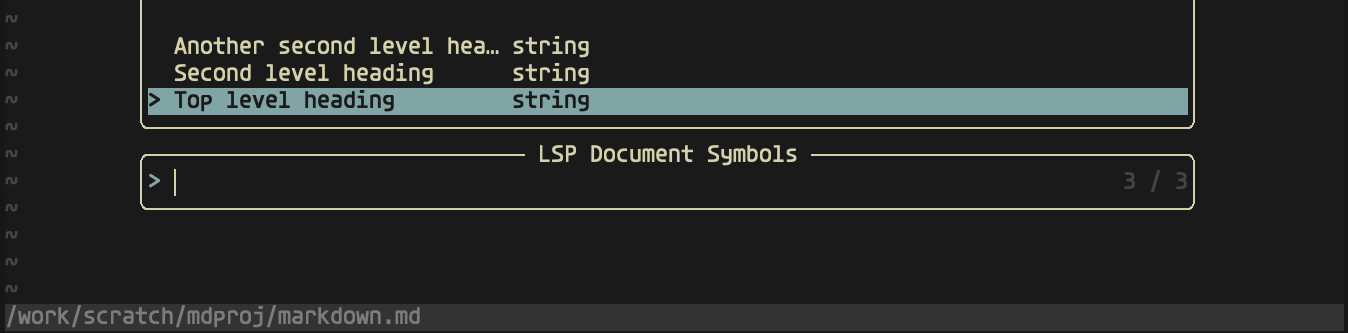 ~
~ Another second level hea… string
~ Second level heading string
~ > Top level heading string
~
~ LSP Document Symbols
~ > 3 / 3
~
~
~
~
/work/scratch/mdproj/markdown.md